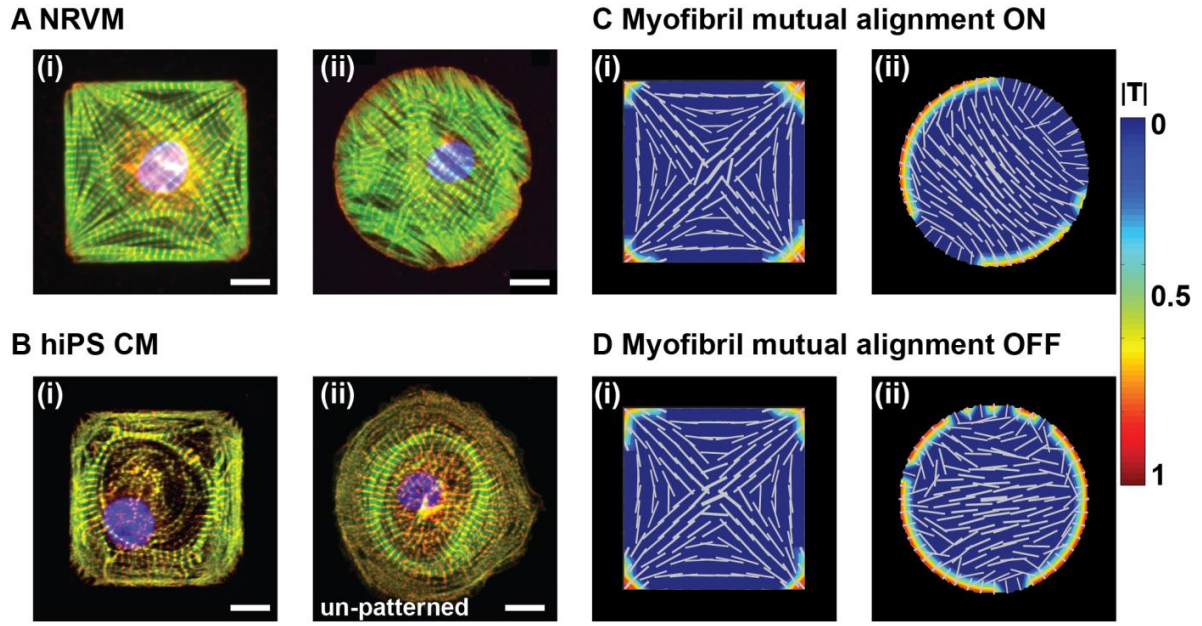 A NRVM
C Myofibril mutual alignment ON
(i)
(ii)
(i)
(ii)
|T|
0
0.5
1
B hiPS CM
D Myofibril mutual alignment OFF
(i)
(ii)
un-patterned
(i)
(ii)